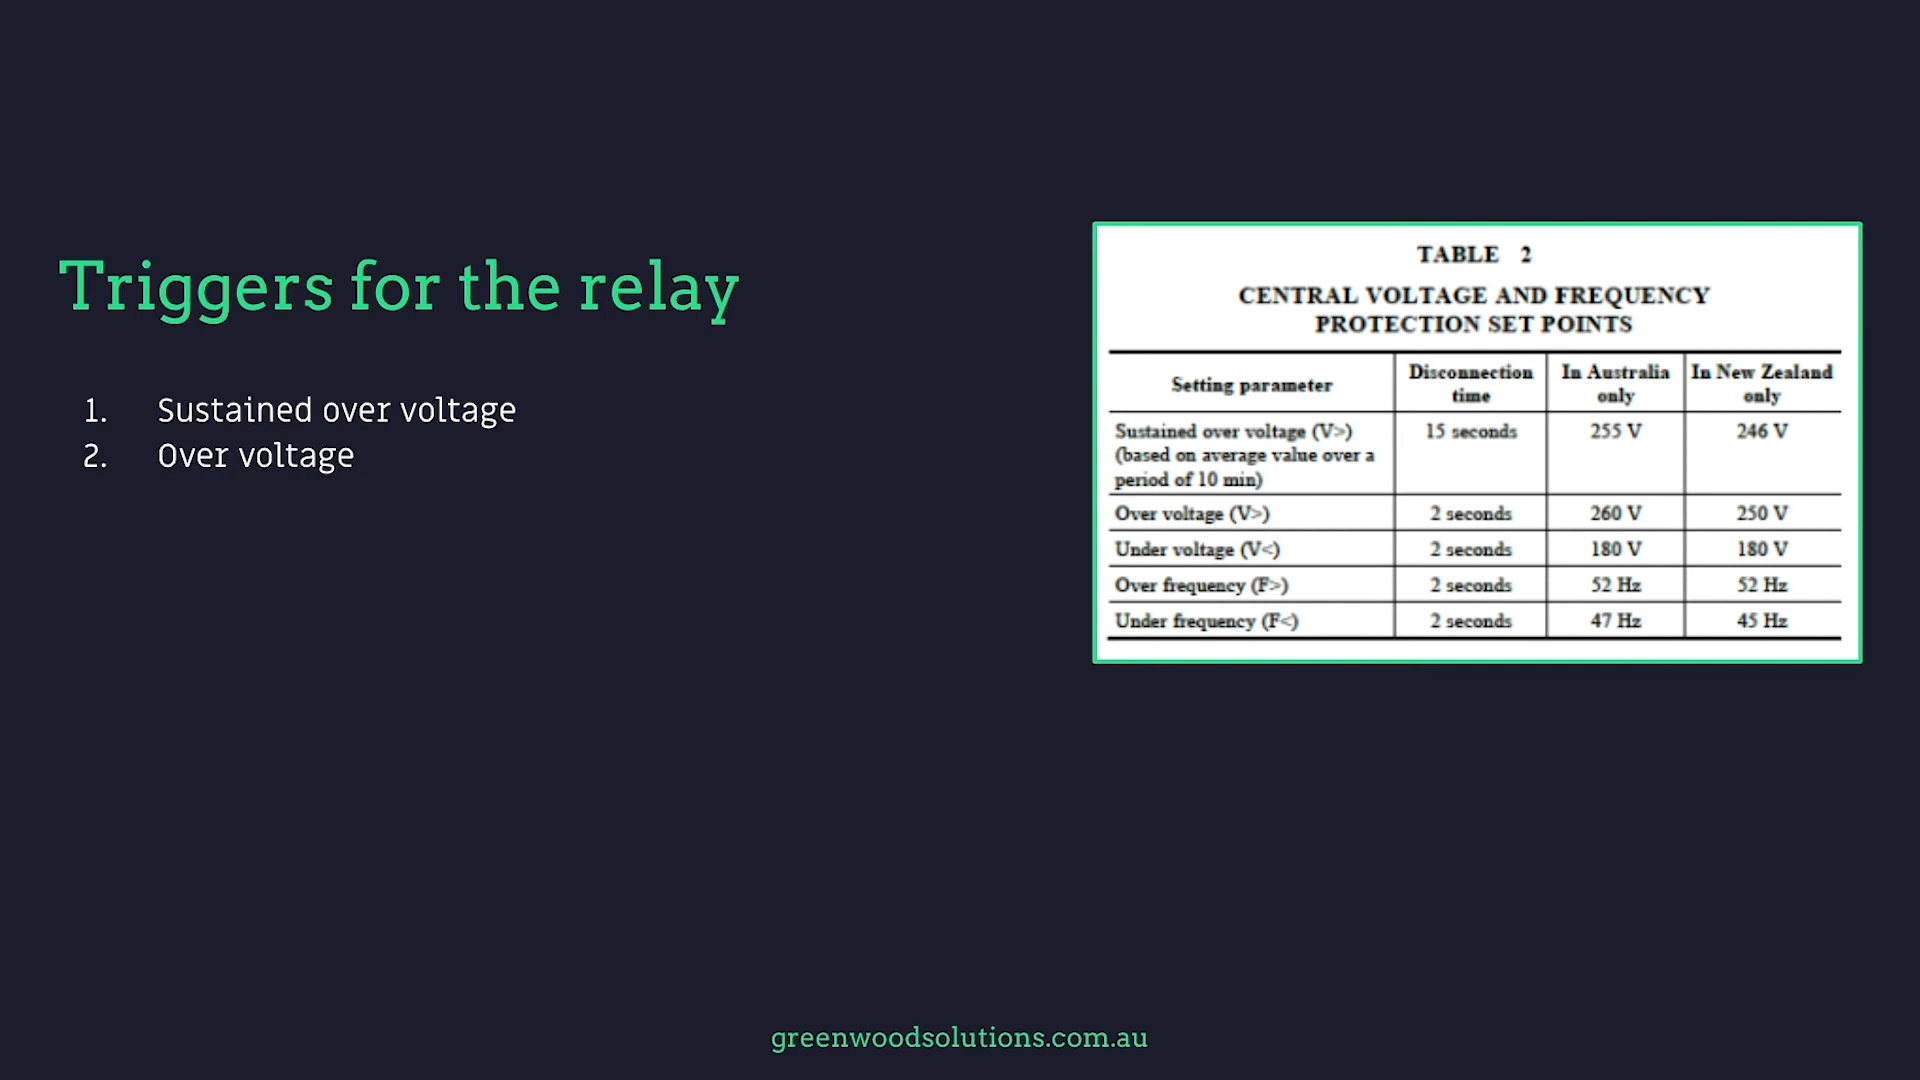 Triggers for the relay
1. Sustained over voltage
2. Over voltage
TABLE 2
CENTRAL VOLTAGE AND FREQUENCY
PROTECTION SET POINTS
Setting parameter Disconnection time In Australia only In New Zealand only
Sustained over voltage (V>) 15 seconds 255 V 246 V
(based on average value over a
period of 10 min)
Over voltage (V>) 2 seconds 260 V 250 V
Under voltage (V<) 2 seconds 180 V 180 V
Over frequency (F>) 2 seconds 52 Hz 52 Hz
Under frequency (F<) 2 seconds 47 Hz 45 Hz
greenwoodsolutions.com.au